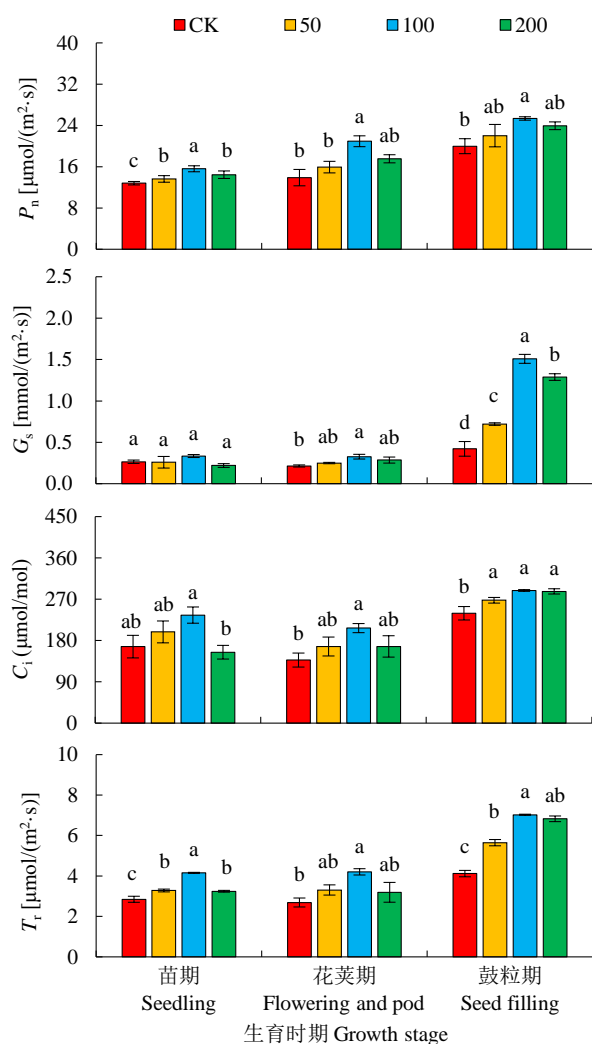 CK 50 100 200
40
32
24
16
8
0
Pn [μmol/(m²·s)]
c b a b
b b a ab
b ab a ab
2.5
2.0
1.5
1.0
0.5
0.0
Gs [mmol/(m²·s)]
a a a a
b ab a ab
d c a b
450
360
270
180
90
0
Ci (μmol/mol)
ab ab a b
b ab a ab
b a a a
10
8
6
4
2
0
Tr [μmol/(m²·s)]
c b a b
b ab a ab
c b a ab
苗期 花荚期 鼓粒期
Seedling Flowering and pod Seed filling
生育时期 Growth stage